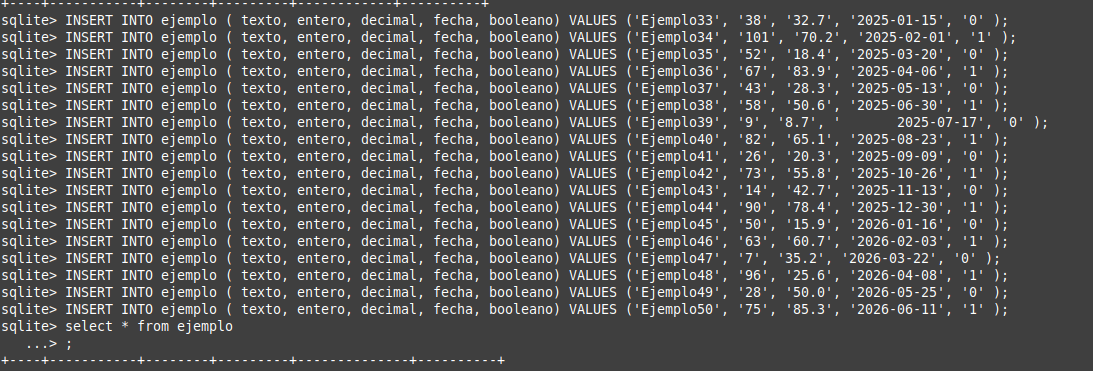 +----+-----------+--------+---------+------------+----------+
sqlite> INSERT INTO ejemplo ( texto, entero, decimal, fecha, booleano) VALUES ('Ejemplo33', '38', '32.7', '2025-01-15', '0' );
sqlite> INSERT INTO ejemplo ( texto, entero, decimal, fecha, booleano) VALUES ('Ejemplo34', '101', '70.2', '2025-02-01', '1' );
sqlite> INSERT INTO ejemplo ( texto, entero, decimal, fecha, booleano) VALUES ('Ejemplo35', '52', '18.4', '2025-03-20', '0' );
sqlite> INSERT INTO ejemplo ( texto, entero, decimal, fecha, booleano) VALUES ('Ejemplo36', '67', '83.9', '2025-04-06', '1' );
sqlite> INSERT INTO ejemplo ( texto, entero, decimal, fecha, booleano) VALUES ('Ejemplo37', '43', '28.3', '2025-05-13', '0' );
sqlite> INSERT INTO ejemplo ( texto, entero, decimal, fecha, booleano) VALUES ('Ejemplo38', '58', '50.6', '2025-06-30', '1' );
sqlite> INSERT INTO ejemplo ( texto, entero, decimal, fecha, booleano) VALUES ('Ejemplo39', '9', '8.7', '       2025-07-17', '0' );
sqlite> INSERT INTO ejemplo ( texto, entero, decimal, fecha, booleano) VALUES ('Ejemplo40', '82', '65.1', '2025-08-23', '1' );
sqlite> INSERT INTO ejemplo ( texto, entero, decimal, fecha, booleano) VALUES ('Ejemplo41', '26', '20.3', '2025-09-09', '0' );
sqlite> INSERT INTO ejemplo ( texto, entero, decimal, fecha, booleano) VALUES ('Ejemplo42', '73', '55.8', '2025-10-26', '1' );
sqlite> INSERT INTO ejemplo ( texto, entero, decimal, fecha, booleano) VALUES ('Ejemplo43', '14', '42.7', '2025-11-13', '0' );
sqlite> INSERT INTO ejemplo ( texto, entero, decimal, fecha, booleano) VALUES ('Ejemplo44', '90', '78.4', '2025-12-30', '1' );
sqlite> INSERT INTO ejemplo ( texto, entero, decimal, fecha, booleano) VALUES ('Ejemplo45', '50', '15.9', '2026-01-16', '0' );
sqlite> INSERT INTO ejemplo ( texto, entero, decimal, fecha, booleano) VALUES ('Ejemplo46', '63', '60.7', '2026-02-03', '1' );
sqlite> INSERT INTO ejemplo ( texto, entero, decimal, fecha, booleano) VALUES ('Ejemplo47', '7', '35.2', '2026-03-22', '0' );
sqlite> INSERT INTO ejemplo ( texto, entero, decimal, fecha, booleano) VALUES ('Ejemplo48', '96', '25.6', '2026-04-08', '1' );
sqlite> INSERT INTO ejemplo ( texto, entero, decimal, fecha, booleano) VALUES ('Ejemplo49', '28', '50.0', '2026-05-25', '0' );
sqlite> INSERT INTO ejemplo ( texto, entero, decimal, fecha, booleano) VALUES ('Ejemplo50', '75', '85.3', '2026-06-11', '1' );
sqlite> select * from ejemplo
   ...> ;
+----+-----------+--------+---------+--------------+----------+